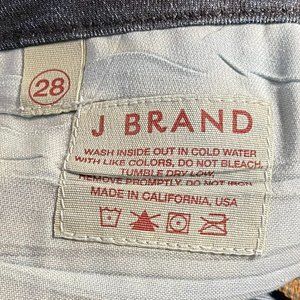 28
J BRAND
WASH INSIDE OUT IN COLD WATER
WITH LIKE COLORS, DO NOT BLEACH,
TUMBLE DRY LOW,
REMOVE PROMPTLY, DO NOT IRON.
MADE IN CALIFORNIA, USA